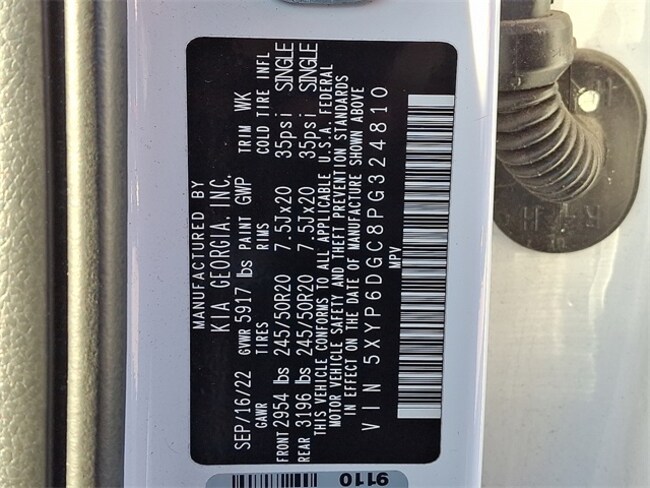 MANUFACTURED BY
KIA GEORGIA, INC.
SEP/16/22 GVWR 5917 lbs PAINT GWP TRIM WK
GAWR TIRES RIMS COLD TIRE INFL
FRONT 2954 lbs 245/50R20 7.5Jx20 35psi SINGLE
REAR 3196 lbs 245/50R20 7.5Jx20 35psi SINGLE
THIS VEHICLE CONFORMS TO ALL APPLICABLE U.S.A. FEDERAL
MOTOR VEHICLE SAFETY AND THEFT PREVENTION STANDARDS
IN EFFECT ON THE DATE OF MANUFACTURE SHOWN ABOVE
VIN 5XYP6DGC8PG324810
MPV
9110